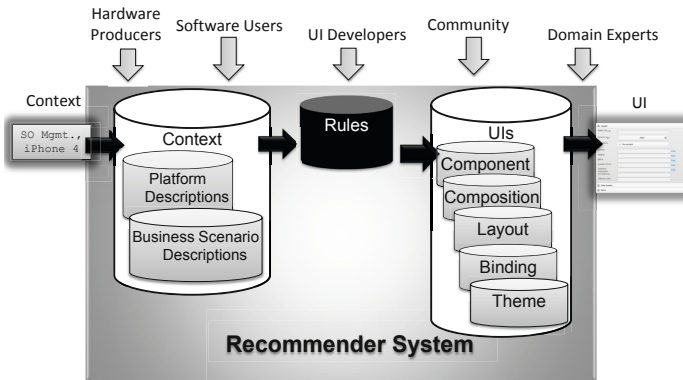 Hardware
Producers
Software Users
UI Developers
Community
Domain Experts
Context
SO Mgmt.,
iPhone 4
Context
Platform
Descriptions
Business Scenario
Descriptions
Rules
UIs
Component
Composition
Layout
Binding
Theme
UI
Recommender System